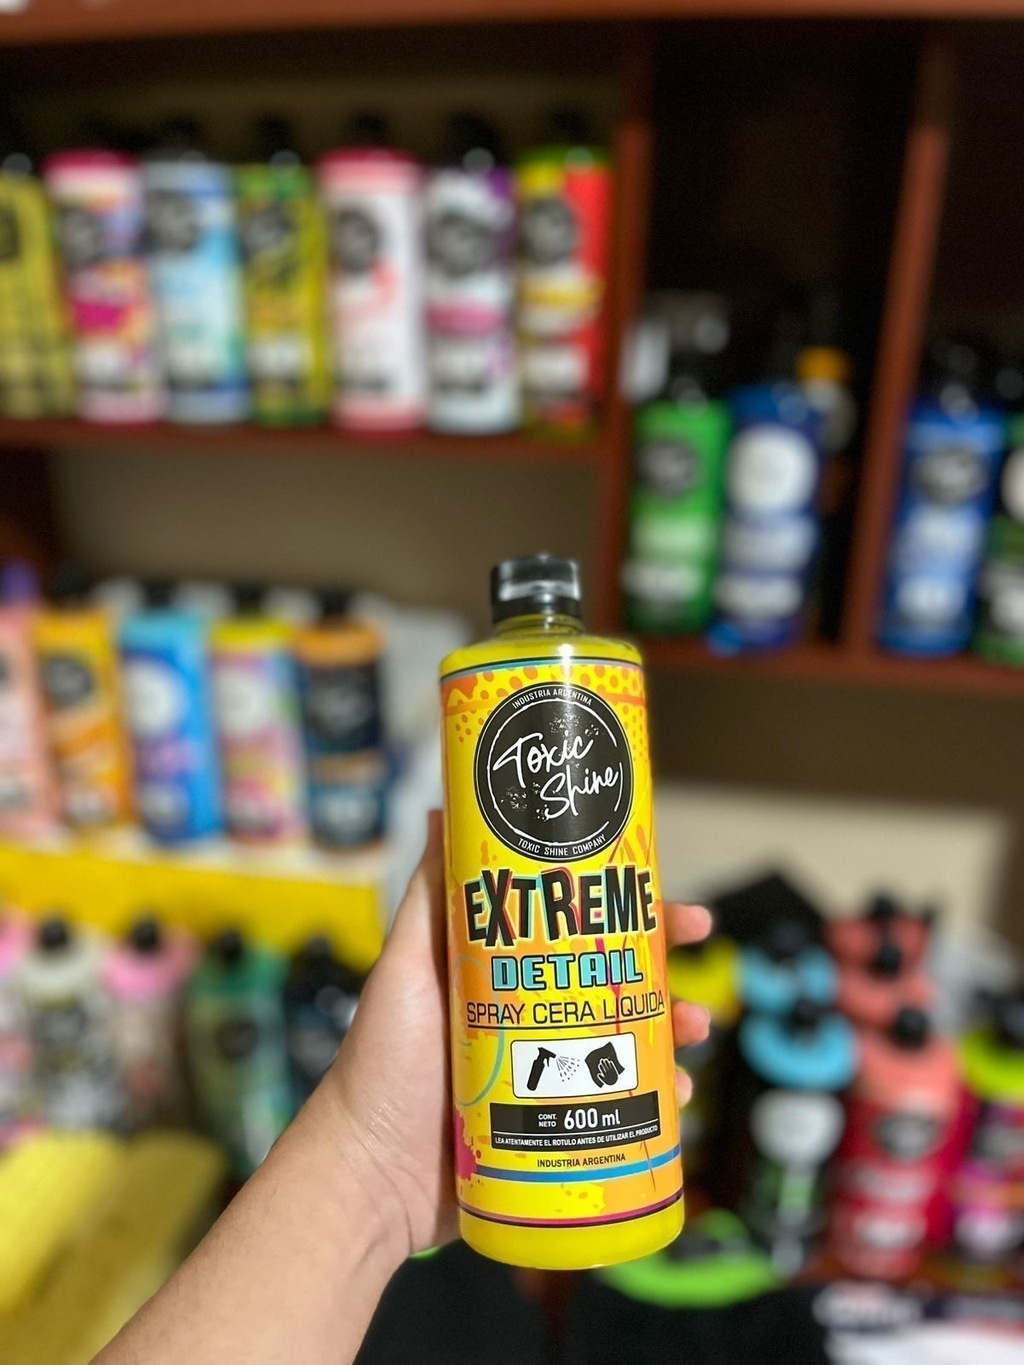 INDUSTRIA ARGENTINA
Toxic
Shine
TOXIC SHINE COMPANY
EXTREME
DETAIL
SPRAY CERA LIQUIDA
CONT.
NETO 600 ml
LEA ATENTAMENTE EL ROTULO ANTES DE UTILIZAR EL PRODUCTO
INDUSTRIA ARGENTINA